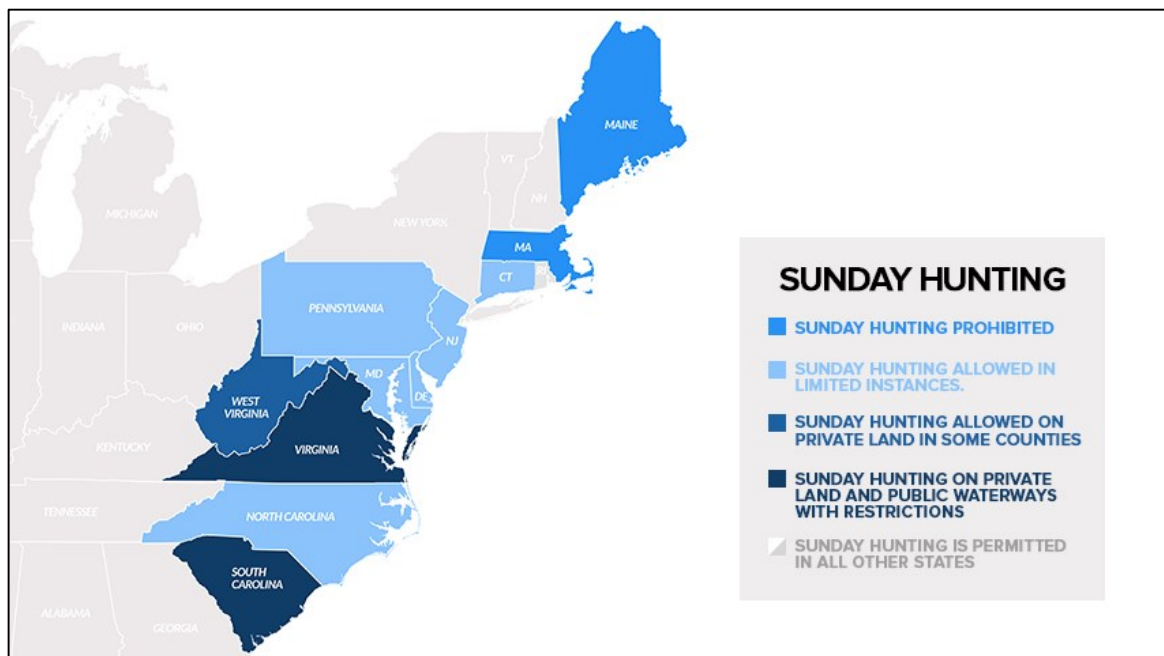 MAINE
VT
NH
MICHIGAN
NEW YORK
MA
CT
RI
PENNSYLVANIA
NJ
INDIANA
OHIO
MD
DE
WEST
VIRGINIA
KENTUCKY
VIRGINIA
TENNESSEE
NORTH CAROLINA
SOUTH
CAROLINA
ALABAMA
GEORGIA
SUNDAY HUNTING
SUNDAY HUNTING PROHIBITED
SUNDAY HUNTING ALLOWED IN
LIMITED INSTANCES.
SUNDAY HUNTING ALLOWED ON
PRIVATE LAND IN SOME COUNTIES
SUNDAY HUNTING ON PRIVATE
LAND AND PUBLIC WATERWAYS
WITH RESTRICTIONS
SUNDAY HUNTING IS PERMITTED
IN ALL OTHER STATES